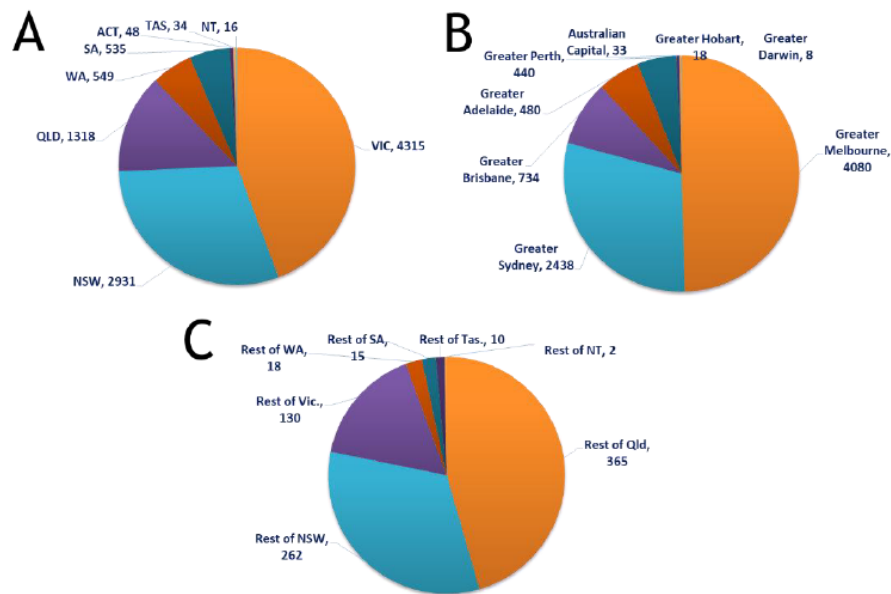 A
ACT, 48
TAS, 34
NT, 16
SA, 535
WA, 549
QLD, 1318
VIC, 4315
NSW, 2931
B
Australian
Capital, 33
Greater Hobart,
18
Greater
Darwin, 8
Greater Perth,
440
Greater
Adelaide, 480
Greater
Brisbane, 734
Greater
Melbourne,
4080
Greater
Sydney, 2438
C
Rest of WA,
18
Rest of SA,
15
Rest of Tas., 10
Rest of NT, 2
Rest of Vic.,
130
Rest of Qld,
365
Rest of NSW,
262